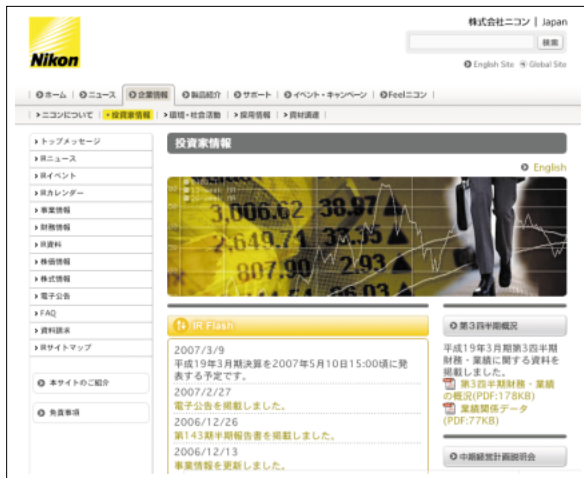 株式会社ニコン | Japan
Nikon
検索
English Site Global Site
ホーム | ニュース | 企業情報 | 製品紹介 | サポート | イベント・キャンペーン | Feelニコン
ニコンについて | 投資家情報 | 環境・社会活動 | 採用情報 | 資材調達
トップメッセージ
IRニュース
IRイベント
IRカレンダー
事業情報
財務情報
IR資料
株価情報
株式情報
電子公告
FAQ
資料請求
IRサイトマップ
本サイトのご紹介
免責事項
投資家情報
English
3,006.62 38.97
2,649.71 33.35
807.90 2.93
66.03
IR Flash
2007/3/9
平成19年3月期決算を2007年5月10日15:00頃に発
表する予定です。
2007/2/27
電子公告を掲載しました。
2006/12/26
第143期半期報告書を掲載しました。
2006/12/13
事業情報を更新しました。
第3四半期概況
平成19年3月期第3四半期
財務・業績に関する資料を
掲載しました。
第3四半期財務・業績
の概況(PDF:178KB)
業績関係データ
(PDF:77KB)
中期経営計画説明会